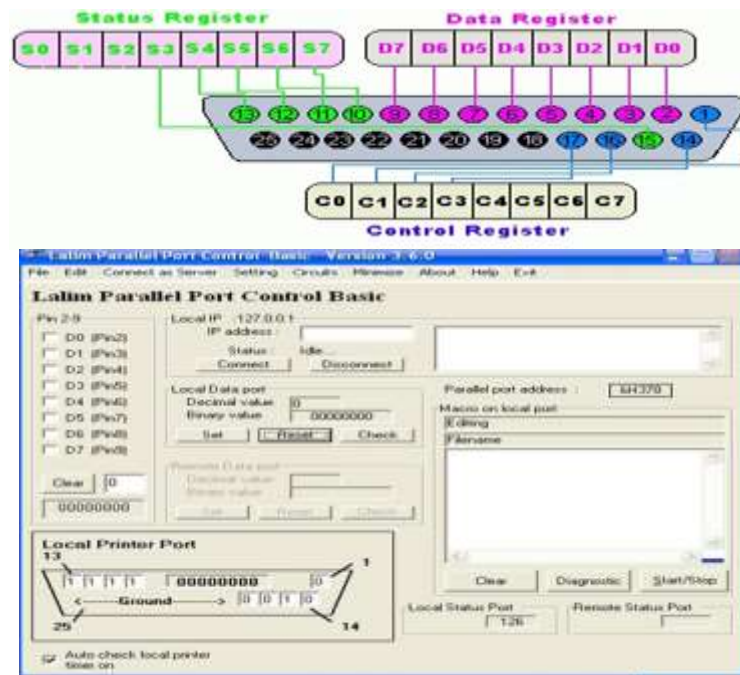 Status Register
Data Register
S0 S1 S2 S3 S4 S5 S6 S7
D7 D6 D5 D4 D3 D2 D1 D0
13 12 11 10 9 8 7 6 5 4 3 2 1
25 24 23 22 21 20 19 18 17 16 15 14
C0 C1 C2 C3 C4 C5 C6 C7
Control Register
Lalim Parallel Port Control Basic Version 3.6.0
File Edit Connect as Server Setting Circuits Minimize About Help Exit
Lalim Parallel Port Control Basic
Pin 2-9
D0 (Pin2)
D1 (Pin3)
D2 (Pin4)
D3 (Pin5)
D4 (Pin6)
D5 (Pin7)
D6 (Pin8)
D7 (Pin9)
Clear 0
00000000
Local IP :127.0.0.1
IP address :
Status : Idle...
Connect Disconnect
Local Data port
Decimal value 0
Binary value 00000000
Set Reset Check
Remote Data port
Decimal value
Binary value
Set Reset Check
Parallel port address : &H378
Macro on local port
Editing
Filename
Clear Diagnostic Start/Stop
Local Printer Port
13 1
1 1 1 1 00000000 0
<-----Ground-----> 0 0 1 0
25 14
Local Status Port
126
Remote Status Port
Auto check local printer
timer on